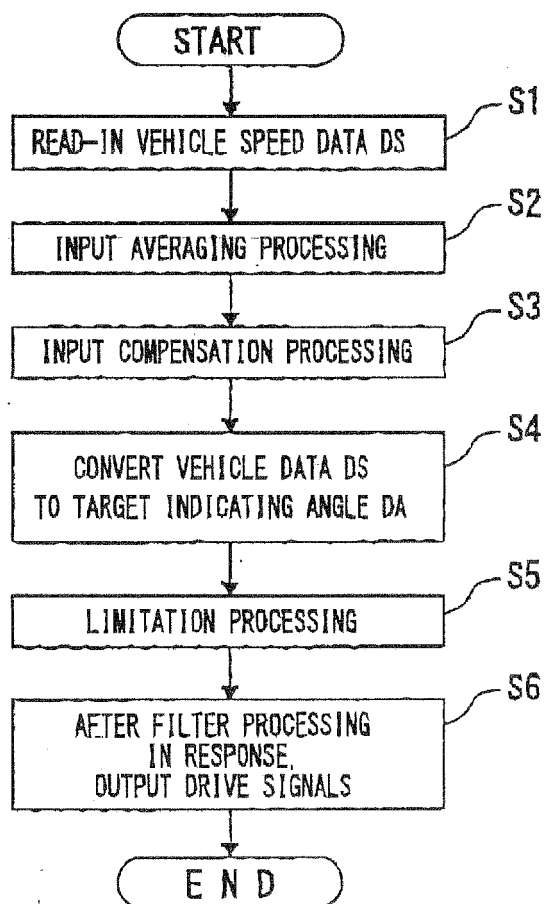 START
S1
READ-IN VEHICLE SPEED DATA DS
S2
INPUT AVERAGING PROCESSING
S3
INPUT COMPENSATION PROCESSING
S4
CONVERT VEHICLE DATA DS
TO TARGET INDICATING ANGLE DA
S5
LIMITATION PROCESSING
S6
AFTER FILTER PROCESSING
IN RESPONSE,
OUTPUT DRIVE SIGNALS
END